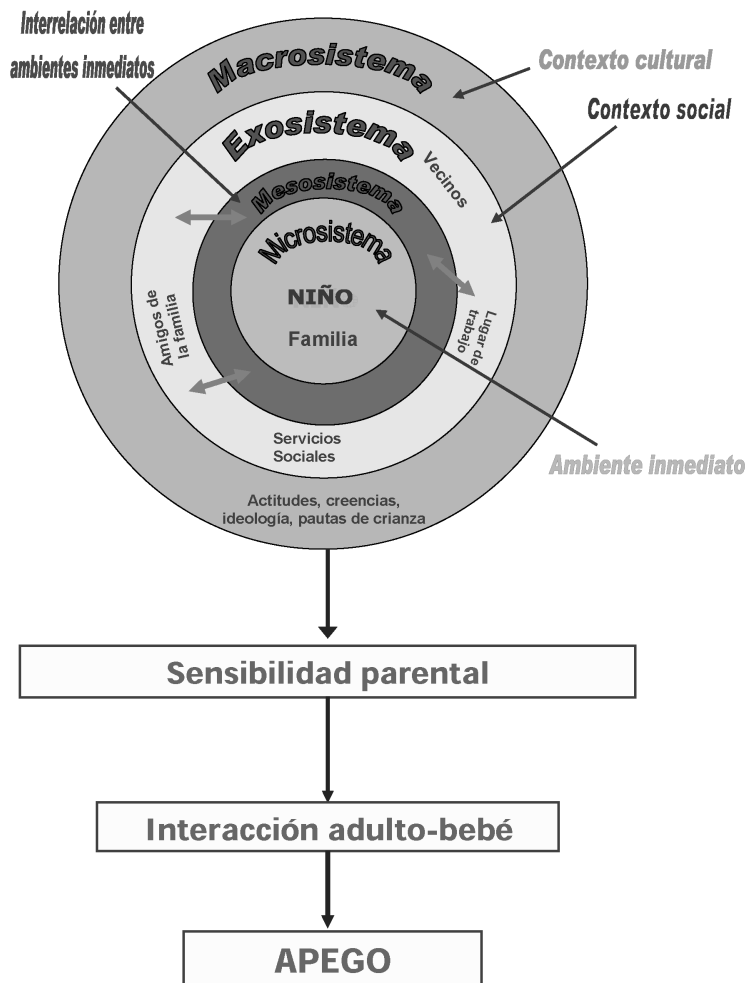 Interrelación entre
ambientes inmediatos
Macrosistema
Contexto cultural
Contexto social
Exosistema
Vecinos
Mesosistema
Microsistema
NIÑO
Familia
Amigos de
la familia
Lugar de
trabajo
Servicios
Sociales
Ambiente inmediato
Actitudes, creencias,
ideología, pautas de crianza
Sensibilidad parental
Interacción adulto-bebé
APEGO